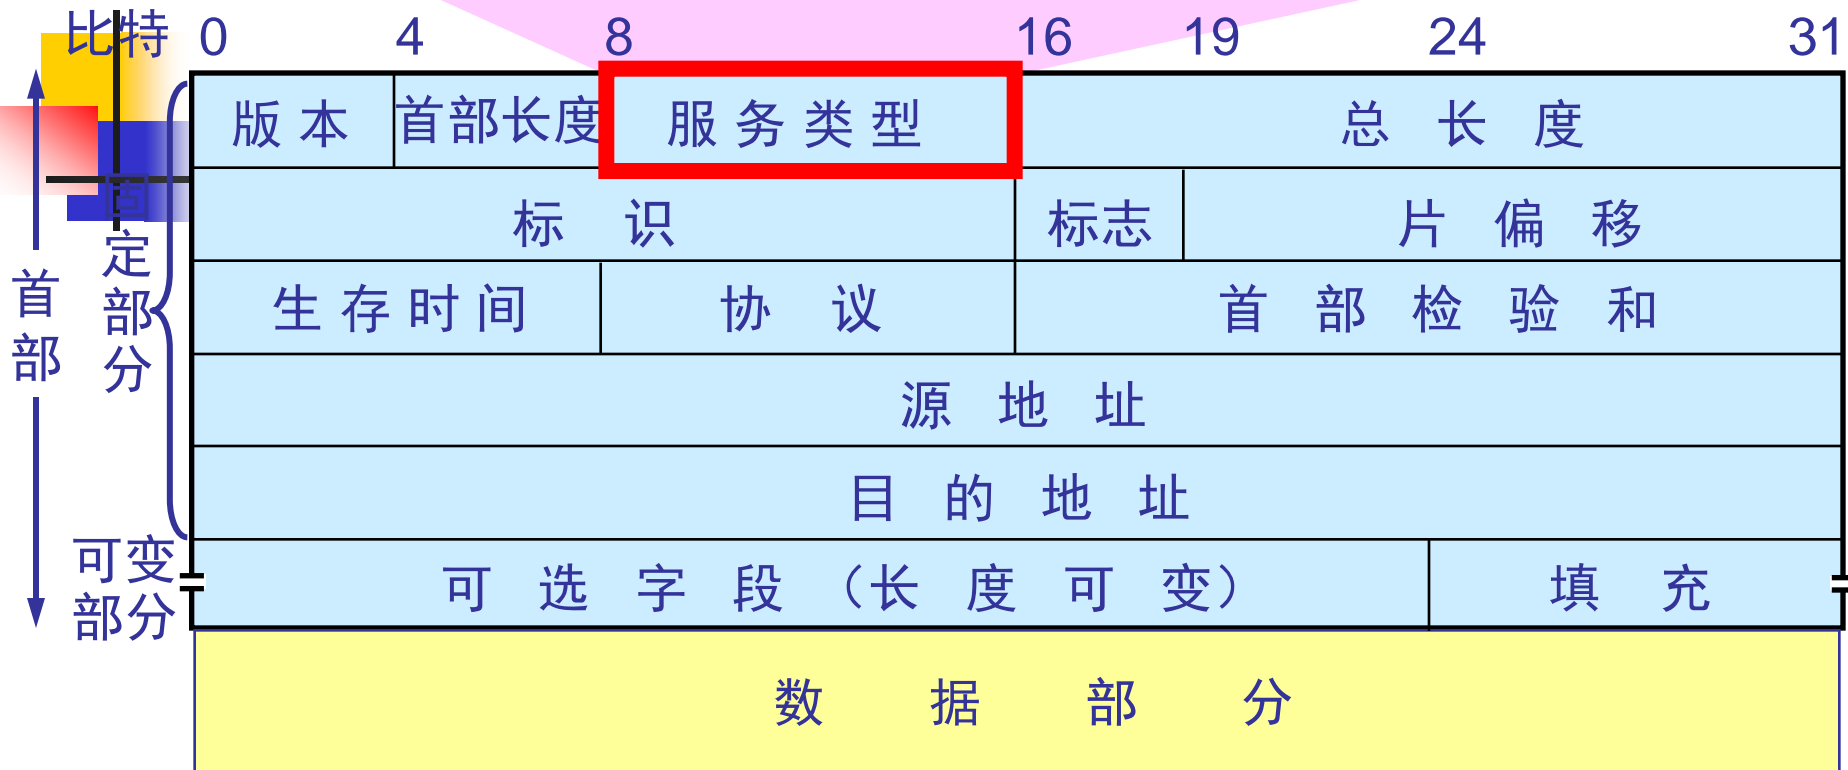 比特 0 4 8 16 19 24 31
版本 首部长度 服务类型 总长度
标识 标志 片偏移
生存时间 协议 首部检验和
源地址
目的地址
可选字段（长度可变） 填充
数据部分
首部
固定部分
可变
部分